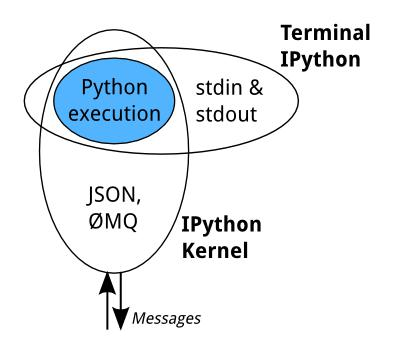 Terminal
IPython
Python
execution
stdin &
stdout
JSON,
ØMQ
IPython
Kernel
Messages